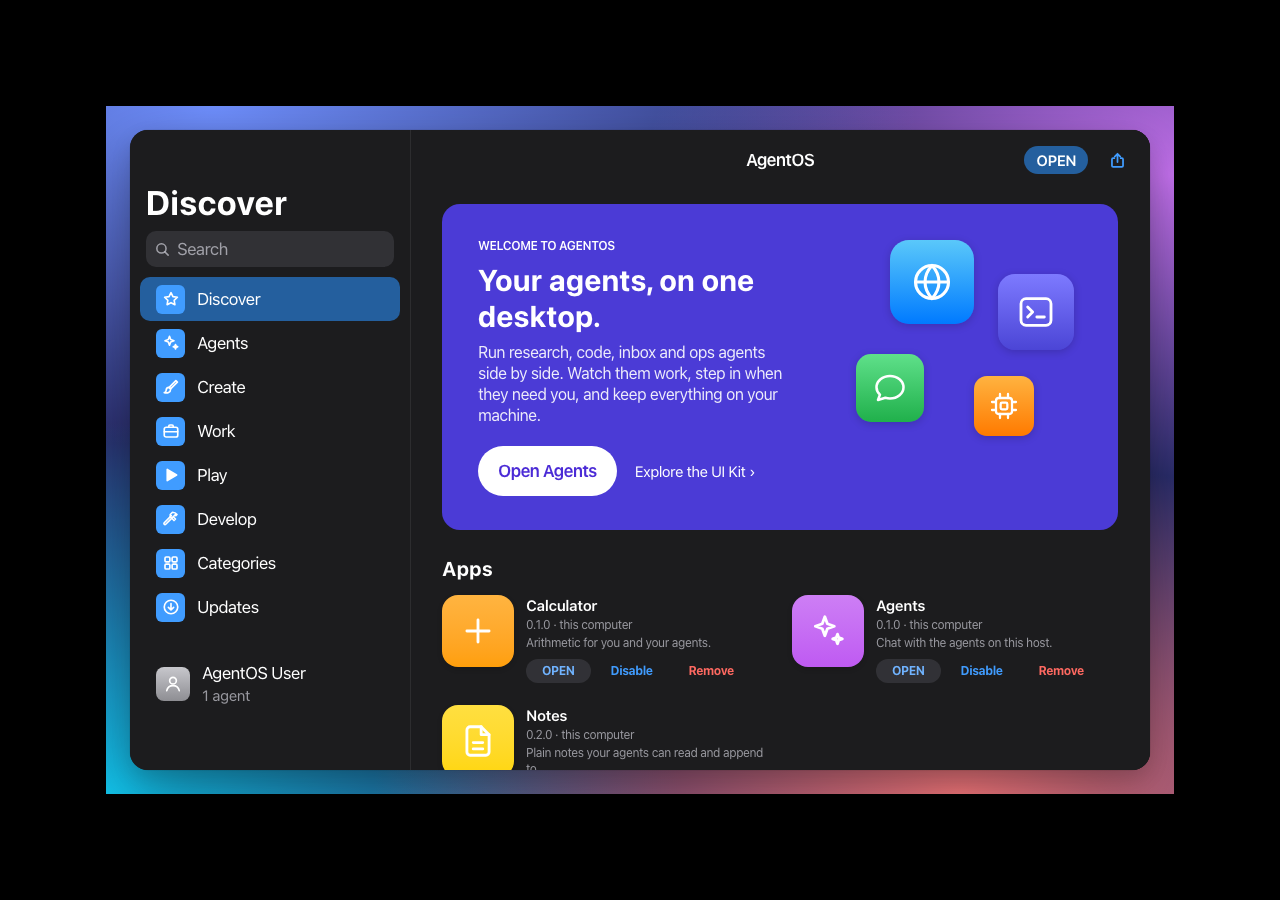 AgentOS
OPEN
Discover
Search
Discover
Agents
Create
Work
Play
Develop
Categories
Updates
AgentOS User
1 agent
WELCOME TO AGENTOS
Your agents, on one
desktop.
Run research, code, inbox and ops agents
side by side. Watch them work, step in when
they need you, and keep everything on your
machine.
Open Agents
Explore the UI Kit ›
Apps
Calculator
0.1.0 · this computer
Arithmetic for you and your agents.
OPEN
Disable
Remove
Agents
0.1.0 · this computer
Chat with the agents on this host.
OPEN
Disable
Remove
Notes
0.2.0 · this computer
Plain notes your agents can read and append
to.